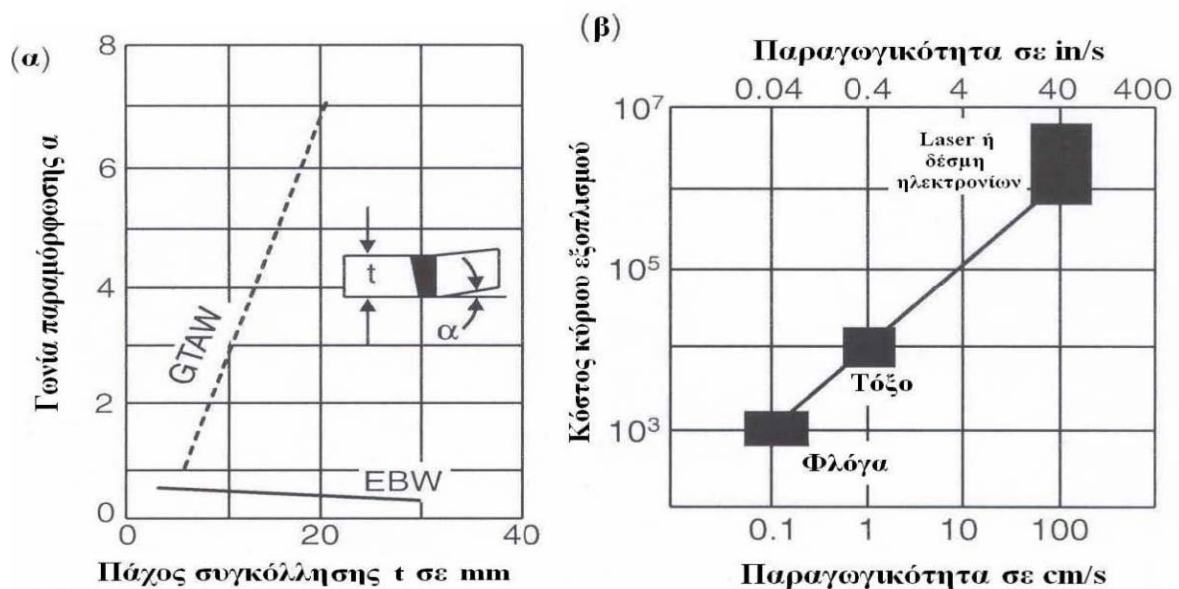 (α)
Γωνία παραμόρφωσης α
8
6
4
2
0
GTAW
t
α
EBW
0 20 40
Πάχος συγκόλλησης t σε mm
(β)
Παραγωγικότητα σε in/s
0.04 0.4 4 40 400
Κόστος κύριου εξοπλισμού
10⁷
10⁵
10³
Laser ή
δέσμη
ηλεκτρονίων
Τόξο
Φλόγα
0.1 1 10 100
Παραγωγικότητα σε cm/s